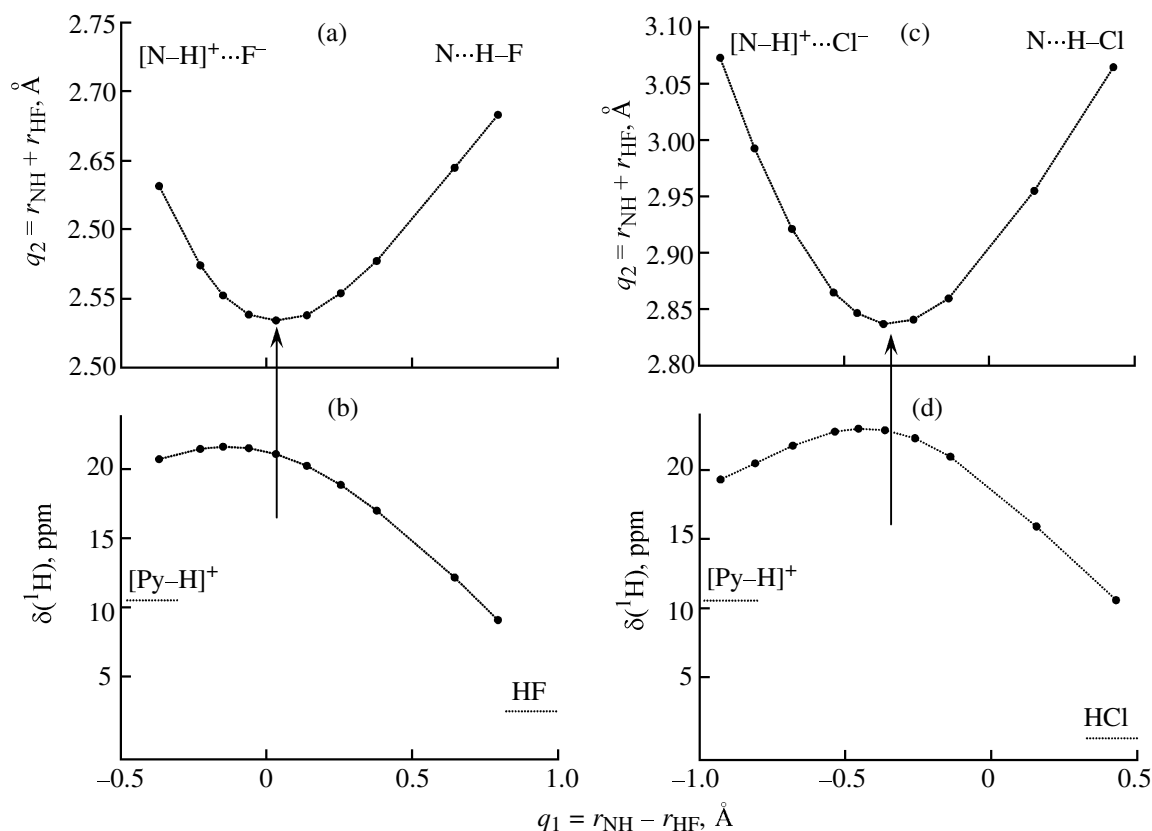 (a)
[N–H]⁺···F⁻
N···H–F
q₂ = r_NH + r_HF, Å
2.75
2.70
2.65
2.60
2.55
2.50
(c)
[N–H]⁺···Cl⁻
N···H–Cl
q₂ = r_NH + r_HF, Å
3.10
3.05
3.00
2.95
2.90
2.85
2.80
(b)
δ(¹H), ppm
20
15
10
5
[Py–H]⁺
HF
–0.5
0
0.5
1.0
(d)
δ(¹H), ppm
20
15
10
5
[Py–H]⁺
HCl
–1.0
–0.5
0
0.5
q₁ = r_NH – r_HF, Å